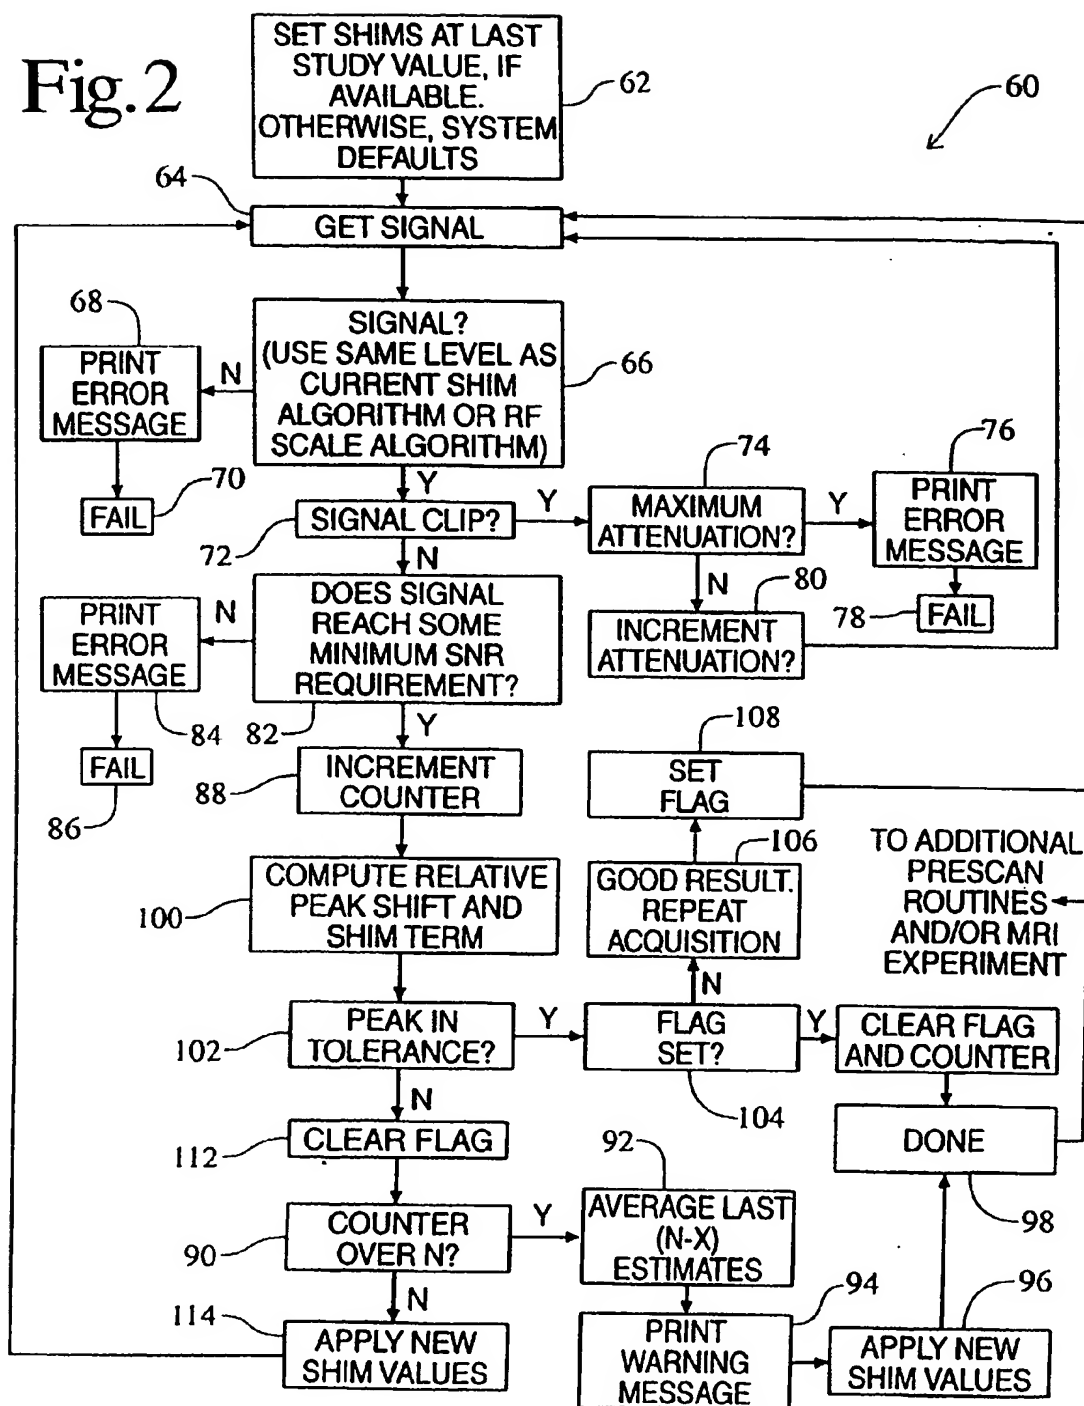 Fig.2
SET SHIMS AT LAST
STUDY VALUE, IF
AVAILABLE.
OTHERWISE, SYSTEM
DEFAULTS
62
60
64
GET SIGNAL
68
PRINT
ERROR
MESSAGE
N
SIGNAL?
(USE SAME LEVEL AS
CURRENT SHIM
ALGORITHM OR RF
SCALE ALGORITHM)
66
70
FAIL
Y
72
SIGNAL CLIP?
Y
74
MAXIMUM
ATTENUATION?
Y
76
PRINT
ERROR
MESSAGE
78
FAIL
N
80
INCREMENT
ATTENUATION?
N
DOES SIGNAL
REACH SOME
MINIMUM SNR
REQUIREMENT?
82
N
PRINT
ERROR
MESSAGE
84
FAIL
86
Y
88
INCREMENT
COUNTER
100
COMPUTE RELATIVE
PEAK SHIFT AND
SHIM TERM
108
SET
FLAG
106
GOOD RESULT.
REPEAT
ACQUISITION
N
TO ADDITIONAL
PRESCAN
ROUTINES
AND/OR MRI
EXPERIMENT
102
PEAK IN
TOLERANCE?
Y
FLAG
SET?
104
Y
CLEAR FLAG
AND COUNTER
DONE
98
N
112
CLEAR FLAG
90
COUNTER
OVER N?
Y
92
AVERAGE LAST
(N-X)
ESTIMATES
94
PRINT
WARNING
MESSAGE
96
APPLY NEW
SHIM VALUES
N
114
APPLY NEW
SHIM VALUES